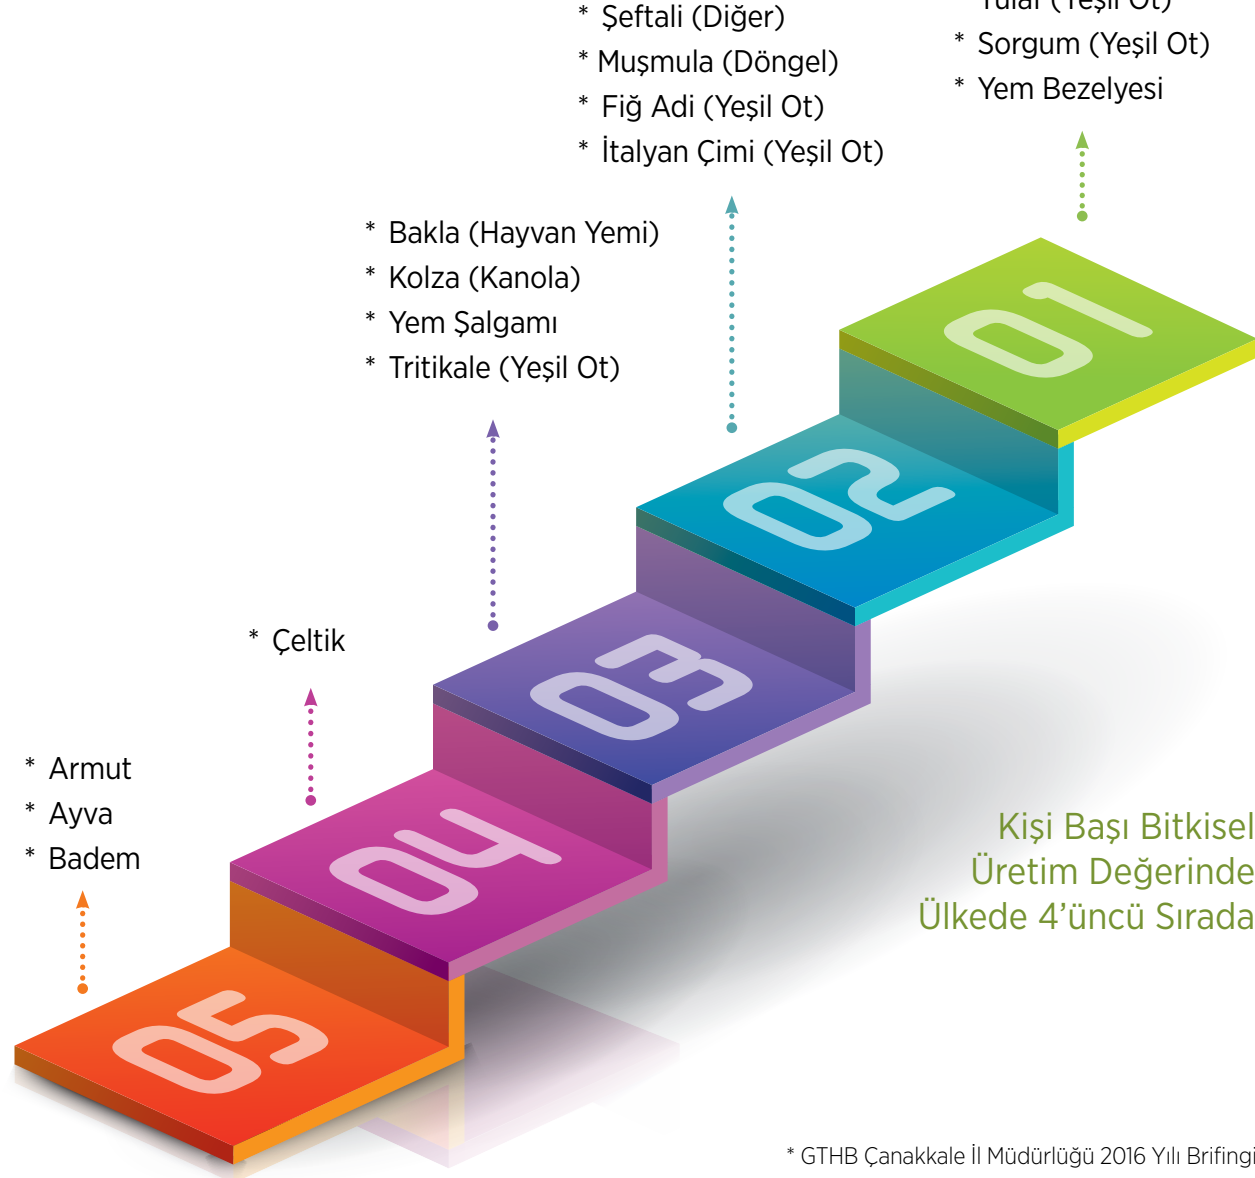 * Şeftali (Diğer)
* Muşmula (Döngel)
* Fiğ Adi (Yeşil Ot)
* İtalyan Çimi (Yeşil Ot)
(Yeşil Ot)
* Sorgum (Yeşil Ot)
* Yem Bezelyesi
* Bakla (Hayvan Yemi)
* Kolza (Kanola)
* Yem Şalgamı
* Tritikale (Yeşil Ot)
* Çeltik
* Armut
* Ayva
* Badem
01
02
03
04
05
Kişi Başı Bitkisel
Üretim Değerinde
Ülkede 4’üncü Sırada
* GTHB Çanakkale İl Müdürlüğü 2016 Yılı Brifingi